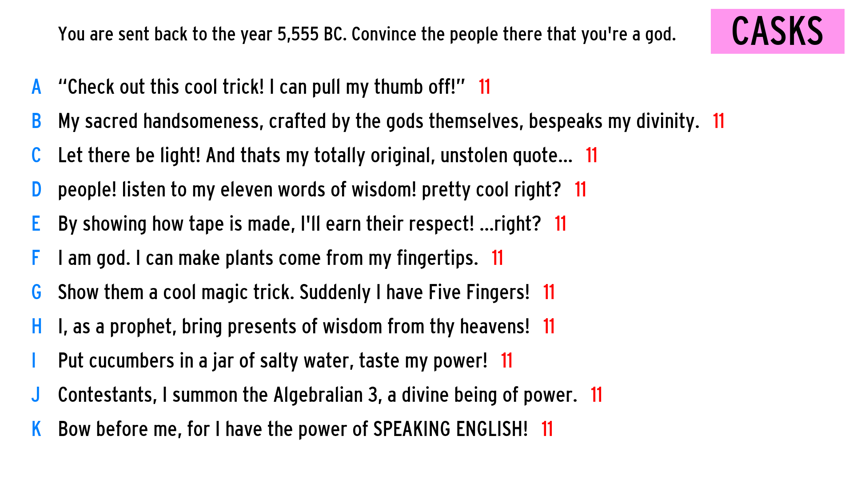 You are sent back to the year 5,555 BC. Convince the people there that you're a god.
CASKS
A “Check out this cool trick! I can pull my thumb off!” 11
B My sacred handsomeness, crafted by the gods themselves, bespeaks my divinity. 11
C Let there be light! And thats my totally original, unstolen quote... 11
D people! listen to my eleven words of wisdom! pretty cool right? 11
E By showing how tape is made, I'll earn their respect! ...right? 11
F I am god. I can make plants come from my fingertips. 11
G Show them a cool magic trick. Suddenly I have Five Fingers! 11
H I, as a prophet, bring presents of wisdom from thy heavens! 11
I Put cucumbers in a jar of salty water, taste my power! 11
J Contestants, I summon the Algebralian 3, a divine being of power. 11
K Bow before me, for I have the power of SPEAKING ENGLISH! 11